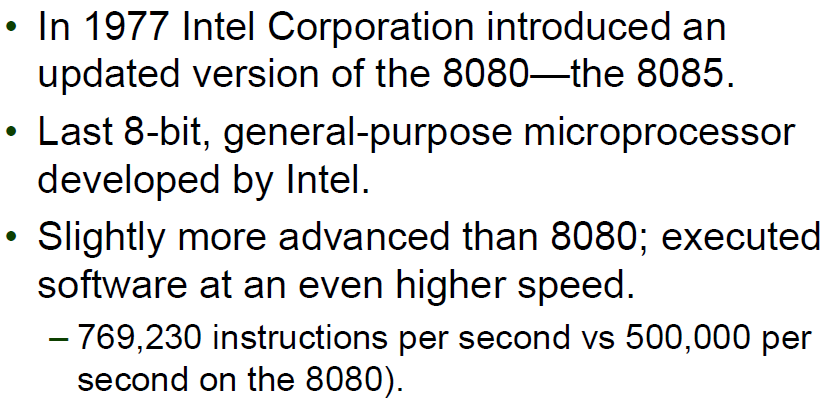 • In 1977 Intel Corporation introduced an
updated version of the 8080—the 8085.
• Last 8-bit, general-purpose microprocessor
developed by Intel.
• Slightly more advanced than 8080; executed
software at an even higher speed.
– 769,230 instructions per second vs 500,000 per
second on the 8080).